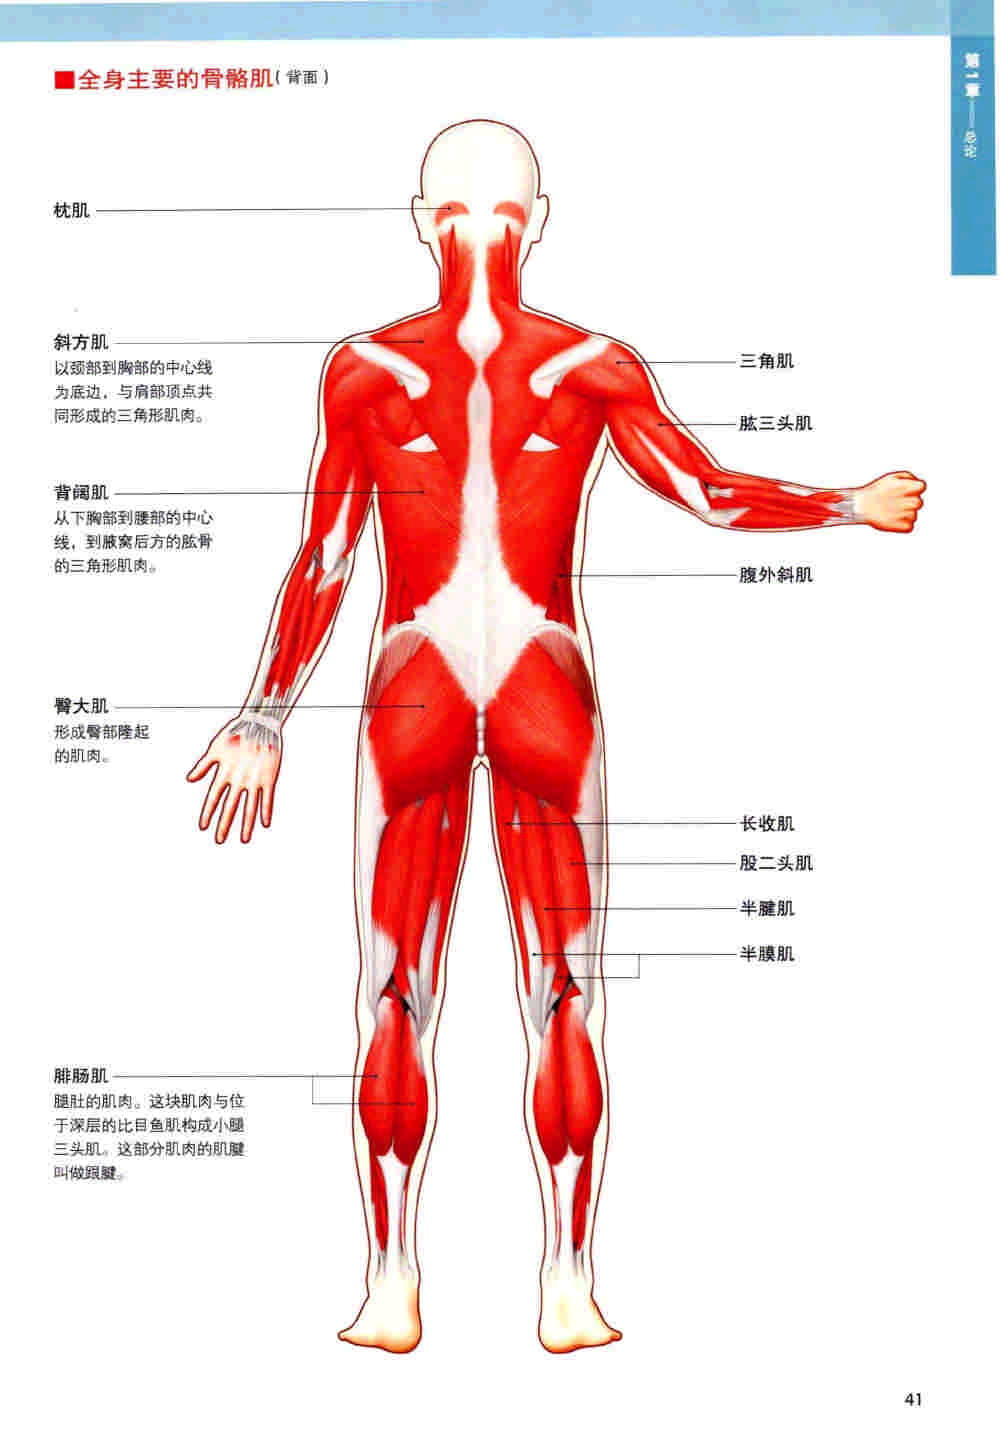 ■全身主要的骨骼肌（背面）
第1章——总论
枕肌
斜方肌
以颈部到胸部的中心线
为底边，与肩部顶点共
同形成的三角形肌肉。
背阔肌
从下胸部到腰部的中心
线，到腋窝后方的肱骨
的三角形肌肉。
臀大肌
形成臀部隆起
的肌肉。
腓肠肌
腿肚的肌肉。这块肌肉与位
于深层的比目鱼肌构成小腿
三头肌。这部分肌肉的肌腱
叫做跟腱。
三角肌
肱三头肌
腹外斜肌
长收肌
股二头肌
半腱肌
半膜肌
41